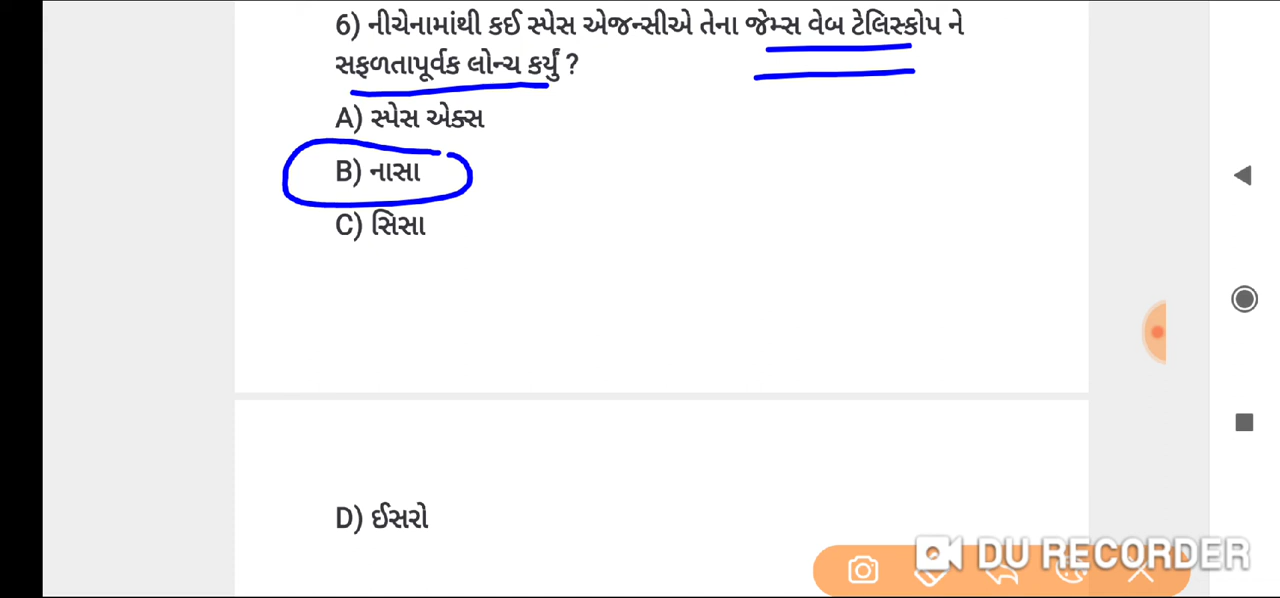 6) નીચેનામાંથી કઈ સ્પેસ એજન્સીએ તેના જેમ્સ વેબ ટેલિસ્કોપ ને
સફળતાપૂર્વક લોન્ચ કર્યું ?
A) સ્પેસ એક્સ
B) નાસા
C) સિસા
D) ઈસરો
DU RECORDER